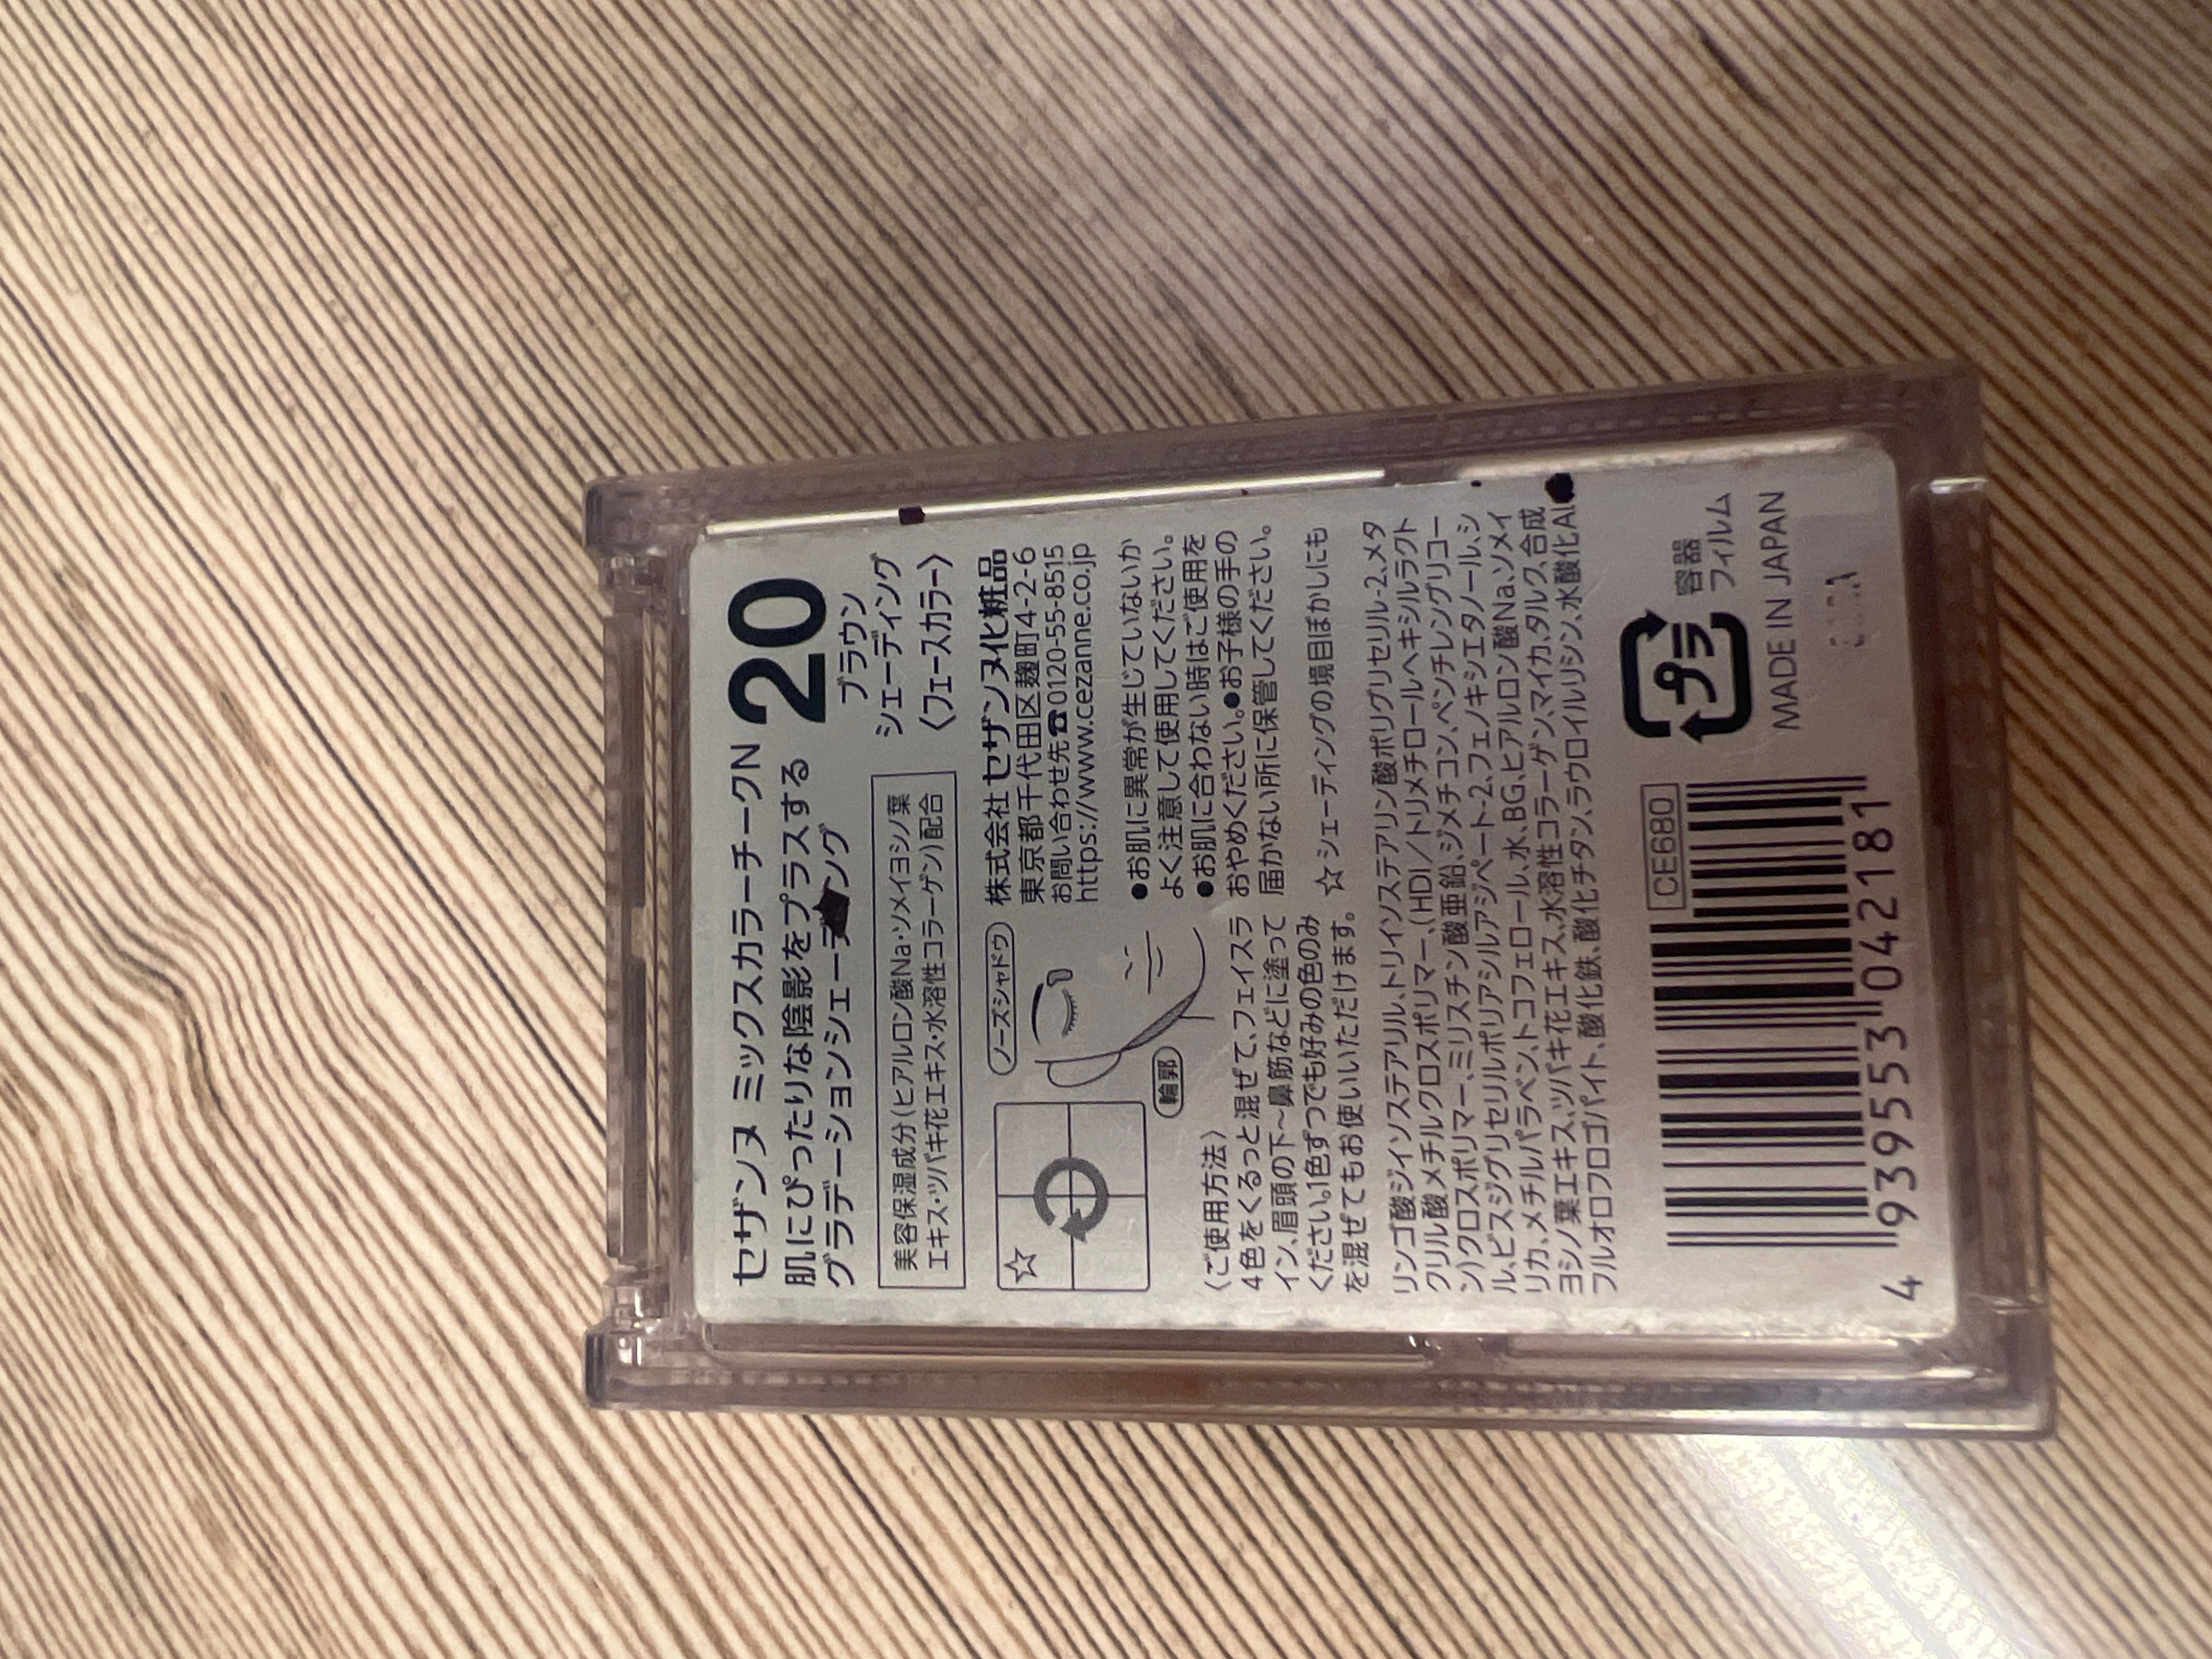 セザンヌ ミックスカラーチークN
肌にぴったりな陰影をプラスする
グラデーションシェーデ ング
20
ブラウン
シェーディング
〈フェースカラー〉
美容保湿成分(ヒアルロン酸Na・ソメイヨシノ葉
エキス・ツバキ花エキス・水溶性コラーゲン)配合
☆
ノーズシャドウ
輪郭
株式会社 セザンヌ化粧品
東京都千代田区麹町4-2-6
お問い合わせ先☎0120-55-8515
https://www.cezanne.co.jp
●お肌に異常が生じていないか
よく注意して使用してください。
●お肌に合わない時はご使用を
おやめください。●お子様の手の
届かない所に保管してください。
〈ご使用方法〉
4色をくるっと混ぜて、フェイスラ
イン、眉頭の下〜鼻筋などに塗って
ください。1色ずつでも好みの色のみ
を混ぜてもお使いいただけます。
☆シェーディングの境目ぼかしにも
リンゴ酸ジイソステアリル、トリイソステアリン酸ポリグリセリル-2、メタ
クリル酸メチルクロスポリマー、(HDI/トリメチロールヘキシルラクト
ン)クロスポリマー、ミリスチン酸亜鉛、ジメチコン、ペンチレングリコー
ル、ビスジグリセリルポリアシルアジペート-2、フェノキシエタノール、シ
リカ、メチルパラベン、トコフェロール、水、BG、ヒアルロン酸Na、ソメイ
ヨシノ葉エキス、ツバキ花エキス、水溶性コラーゲン、マイカ、タルク、合成
フルオロフロゴパイト、酸化鉄、酸化チタン、ラウロイルリシン、水酸化Al●
CE680
4 939553 042181
プラ
容器
フィルム
MADE IN JAPAN